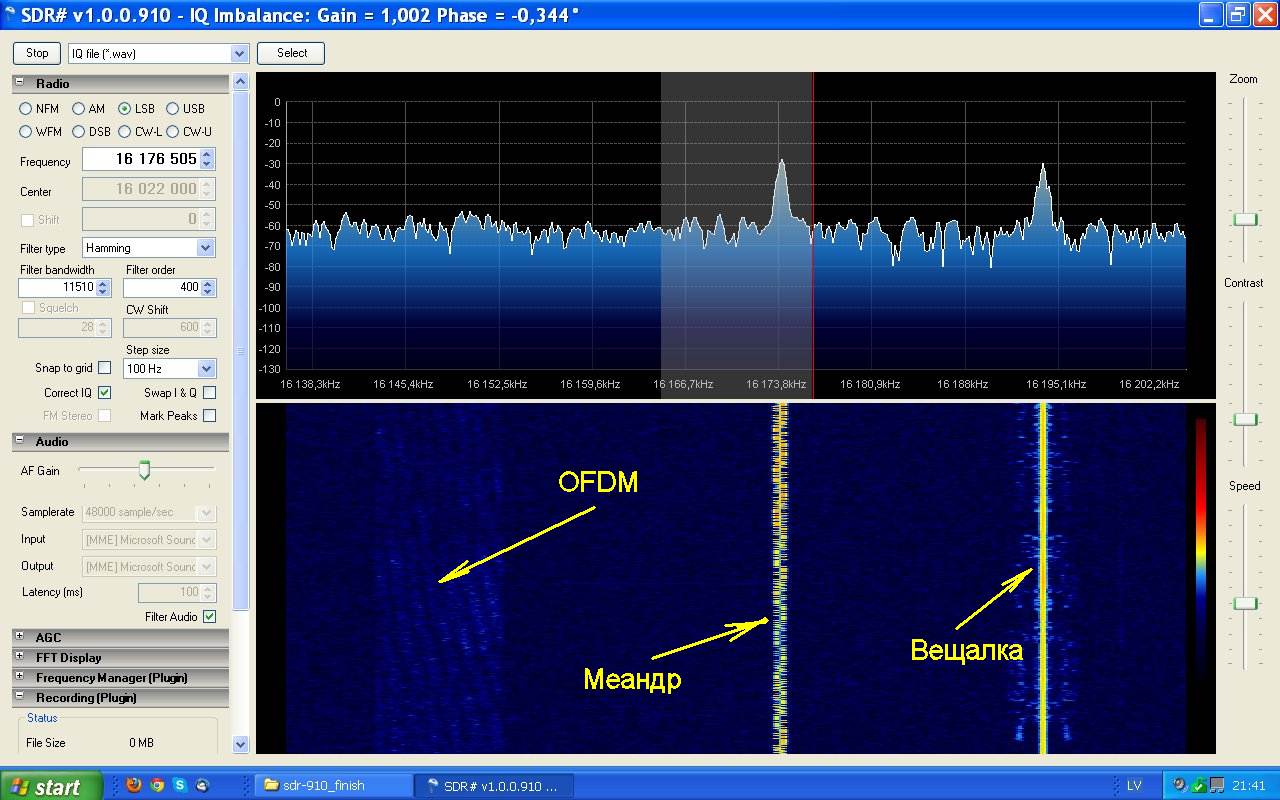 SDR# v1.0.0.910 - IQ Imbalance: Gain = 1,002 Phase = -0,344°
Stop
IQ file (*.wav)
Select
Radio
NFM AM LSB USB
WFM DSB CW-L CW-U
Frequency 16 176 505
Center 16 022 000
Shift 0
Filter type Hamming
Filter bandwidth Filter order
11510 400
Squelch CW Shift
28 600
Step size
Snap to grid 100 Hz
Correct IQ Swap I & Q
FM Stereo Mark Peaks
Audio
AF Gain
Samplerate 48000 sample/sec
Input [MME] Microsoft Sounc
Output [MME] Microsoft Sounc
Latency (ms) 100
Filter Audio
AGC
FFT Display
Frequency Manager (Plugin)
Recording (Plugin)
Status
File Size 0 MB
0
-10
-20
-30
-40
-50
-60
-70
-80
-90
-100
-110
-120
-130
16 138,3kHz 16 145,4kHz 16 152,5kHz 16 159,6kHz 16 166,7kHz 16 173,8kHz 16 180,9kHz 16 188kHz 16 195,1kHz 16 202,2kHz
OFDM
Меандр
Вещалка
Zoom
Contrast
Speed
start
sdr-910_finish
SDR# v1.0.0.910 ...
LV
21:41